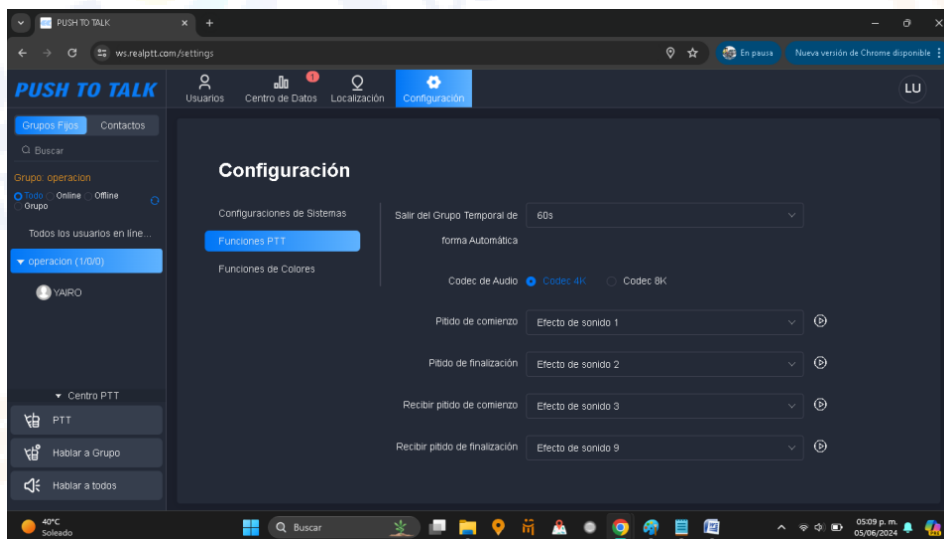 PUSH TO TALK
ws.realptt.com/settings
En pausa
Nueva versión de Chrome disponible
PUSH TO TALK
Usuarios
Centro de Datos
1
Localización
Configuración
LU
Grupos Fijos
Contactos
Buscar
Grupo: operacion
Todo
Online
Offline
Grupo
Todos los usuarios en líne...
operacion (1/0/0)
YAIRO
Centro PTT
PTT
Hablar a Grupo
Hablar a todos
Configuración
Configuraciones de Sistemas
Funciones PTT
Funciones de Colores
Salir del Grupo Temporal de
forma Automática
60s
Codec de Audio
Codec 4K
Codec 8K
Pitido de comienzo
Efecto de sonido 1
Pitido de finalización
Efecto de sonido 2
Recibir pitido de comienzo
Efecto de sonido 3
Recibir pitido de finalización
Efecto de sonido 9
40°C
Soleado
Buscar
05:09 p. m.
05/06/2024